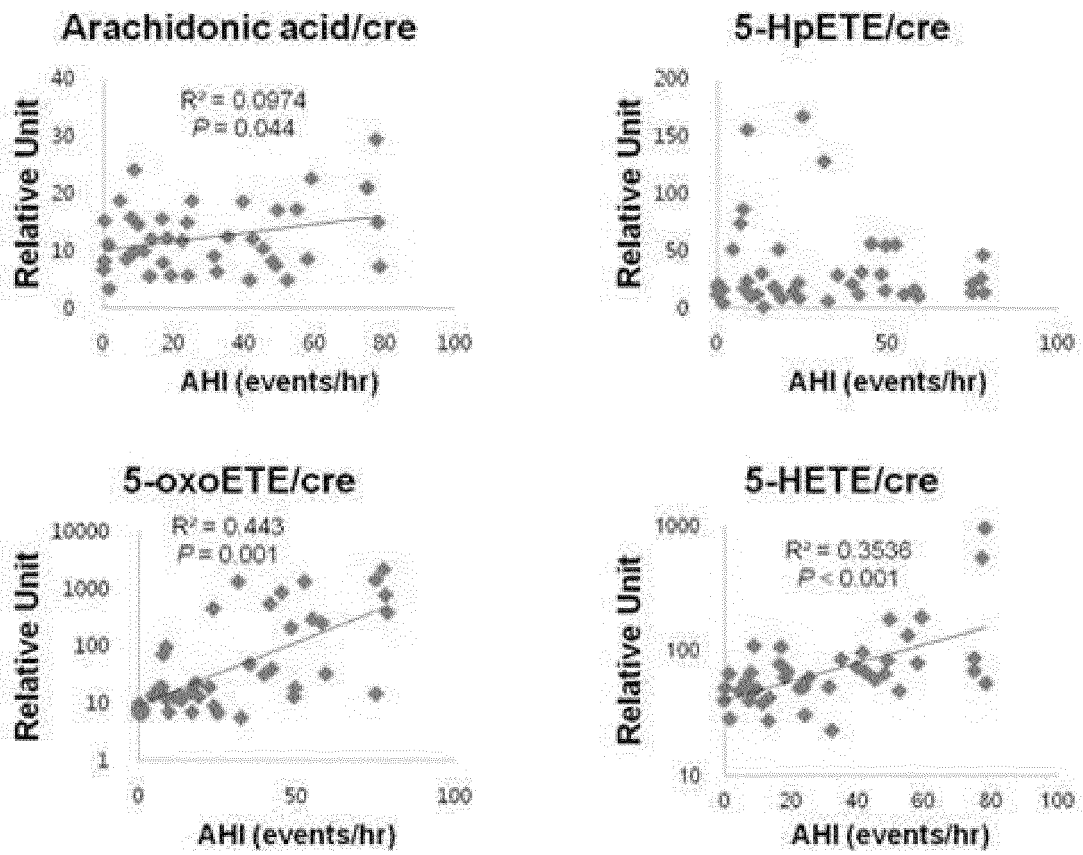 Arachidonic acid/cre
Relative Unit
40
30
20
10
0
R² = 0.0974
P = 0.044
0 20 40 60 80 100
AHI (events/hr)
5-HpETE/cre
Relative Unit
200
150
100
50
0
0 50 100
AHI (events/hr)
5-oxoETE/cre
Relative Unit
10000
1000
100
10
1
R² = 0.443
P = 0.001
0 50 100
AHI (events/hr)
5-HETE/cre
Relative Unit
1000
100
10
R² = 0.3536
P < 0.001
0 20 40 60 80 100
AHI (events/hr)